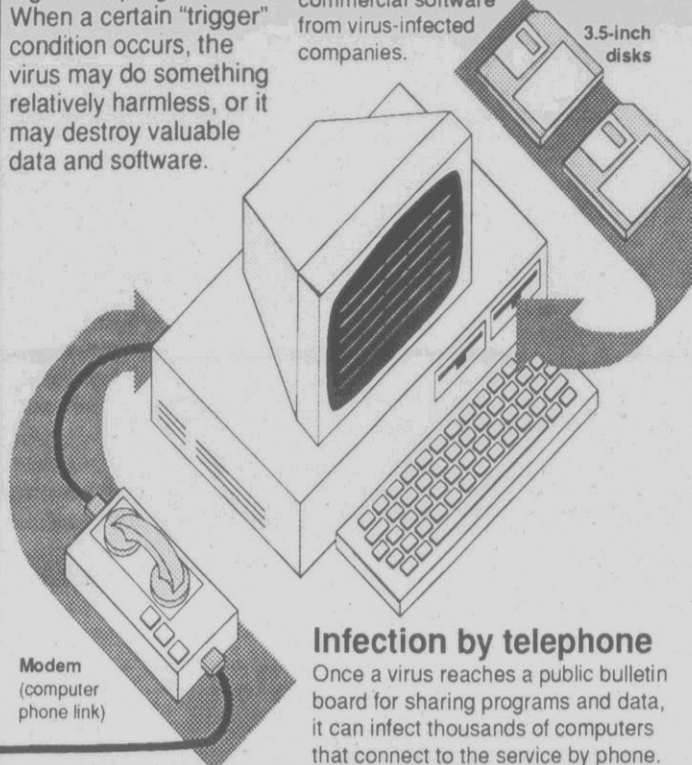 When a certain “trigger”
condition occurs, the
virus may do something
relatively harmless, or it
may destroy valuable
data and software.
commercial software
from virus-infected
companies.
3.5-inch
disks
Modem
(computer
phone link)
Infection by telephone
Once a virus reaches a public bulletin
board for sharing programs and data,
it can infect thousands of computers
that connect to the service by phone.